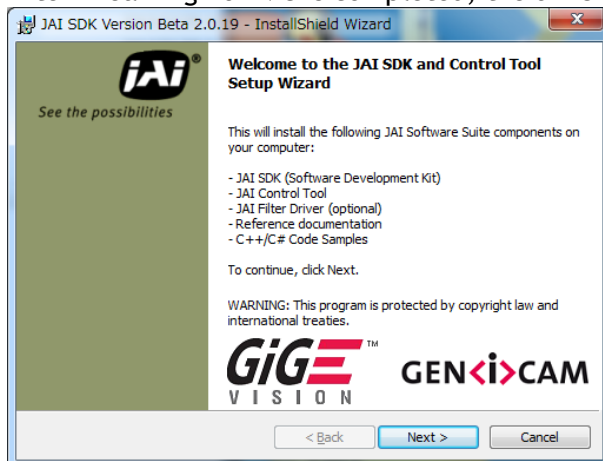 JAI SDK Version Beta 2.0.19 - InstallShield Wizard
JAi®
See the possibilities
Welcome to the JAI SDK and Control Tool
Setup Wizard
This will install the following JAI Software Suite components on
your computer:
- JAI SDK (Software Development Kit)
- JAI Control Tool
- JAI Filter Driver (optional)
- Reference documentation
- C++/C# Code Samples
To continue, click Next.
WARNING: This program is protected by copyright law and
international treaties.
GiGE™
VISION
GEN<i>CAM
< Back
Next >
Cancel